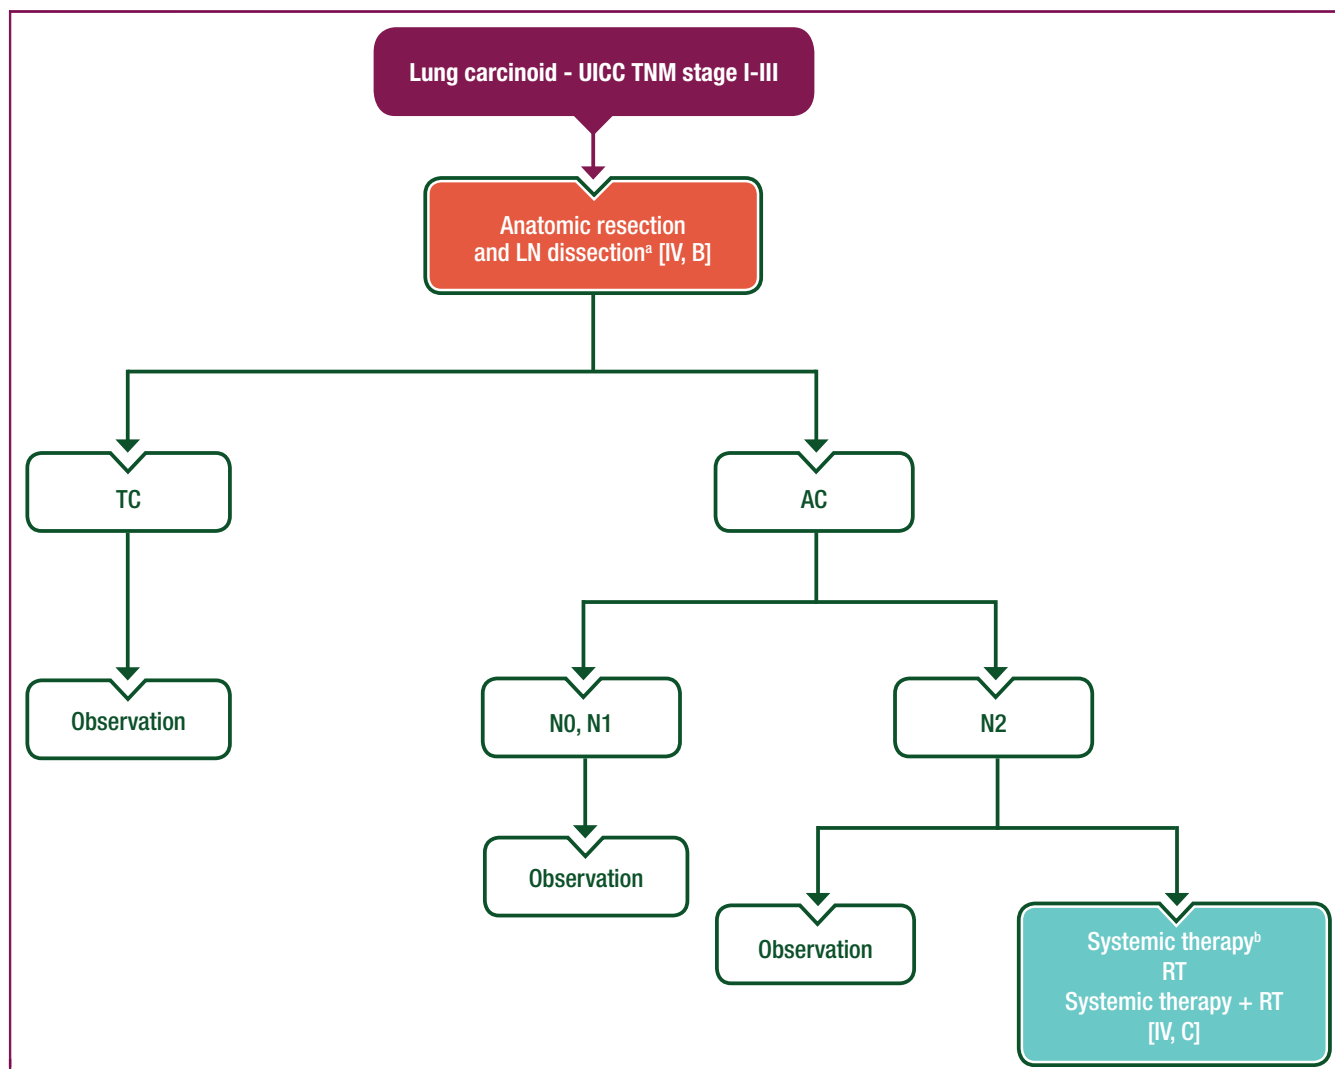 Lung carcinoid - UICC TNM stage I-III
Anatomic resection
and LN dissectionᵃ [IV, B]
TC
AC
Observation
N0, N1
N2
Observation
Observation
Systemic therapyᵇ
RT
Systemic therapy + RT
[IV, C]